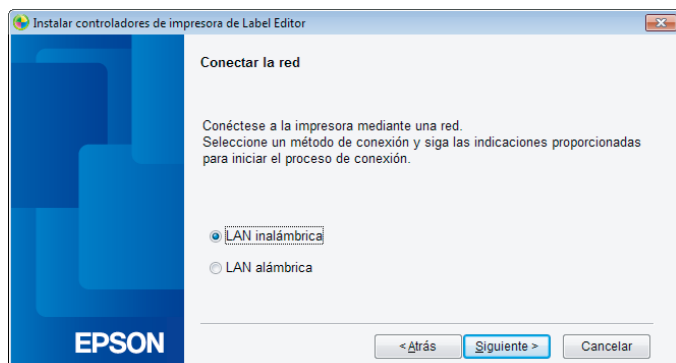 Instalar controladores de impresora de Label Editor
Conectar la red
Conéctese a la impresora mediante una red.
Seleccione un método de conexión y siga las indicaciones proporcionadas
para iniciar el proceso de conexión.
LAN inalámbrica
LAN alámbrica
EPSON
< Atrás
Siguiente >
Cancelar